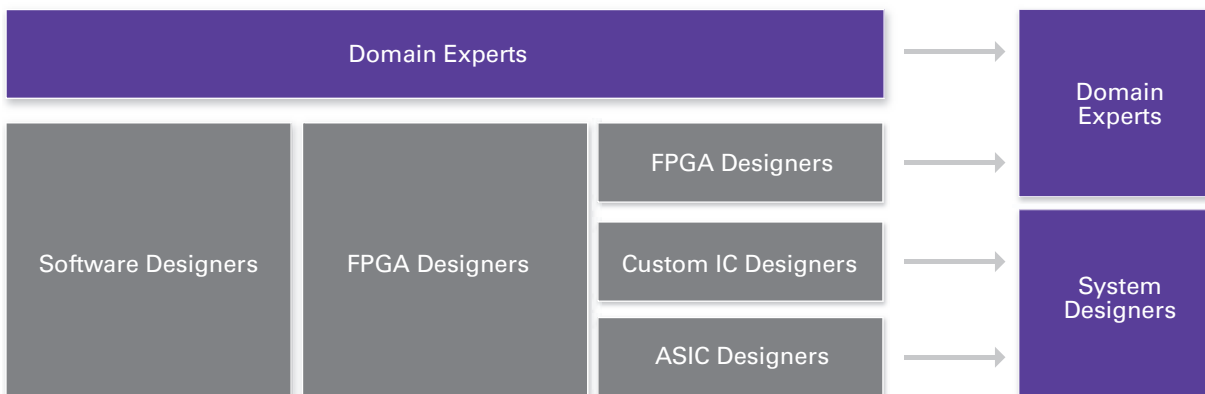 Domain Experts
Domain
Experts
FPGA Designers
Software Designers
FPGA Designers
Custom IC Designers
System
Designers
ASIC Designers